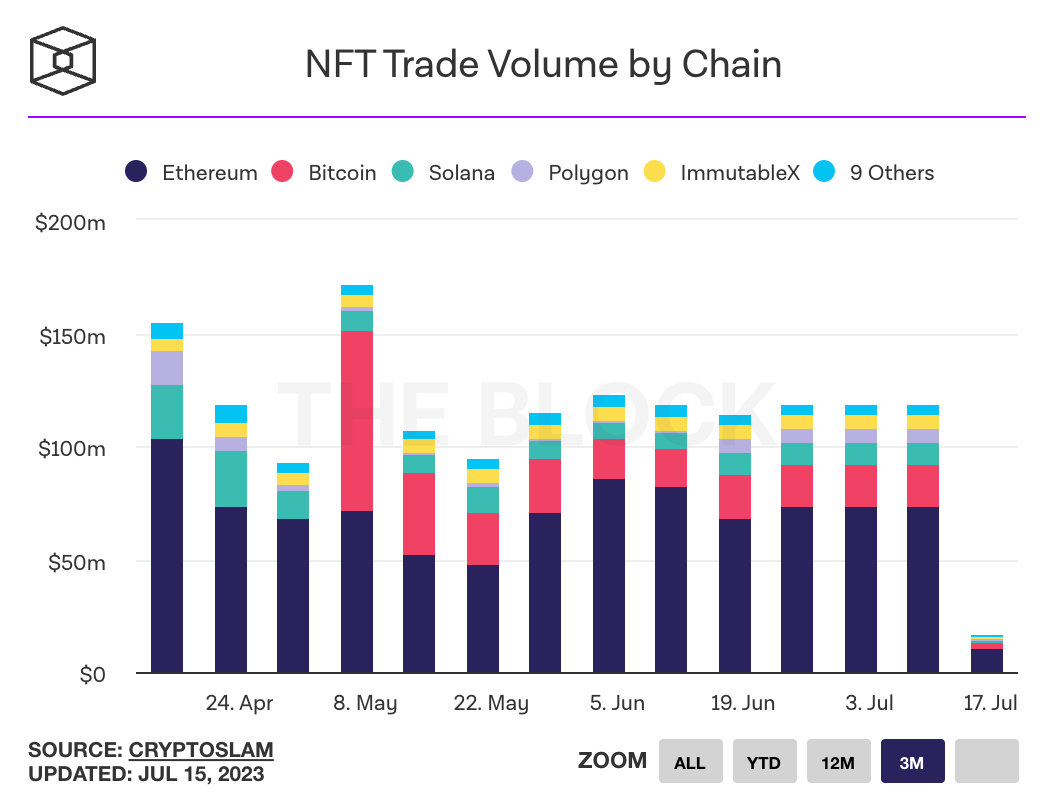 NFT Trade Volume by Chain
Ethereum Bitcoin Solana Polygon ImmutableX 9 Others
$200m
$150m
$100m
$50m
$0
THE BLOCK
24. Apr 8. May 22. May 5. Jun 19. Jun 3. Jul 17. Jul
SOURCE: CRYPTOSLAM
UPDATED: JUL 15, 2023
ZOOM ALL YTD 12M 3M